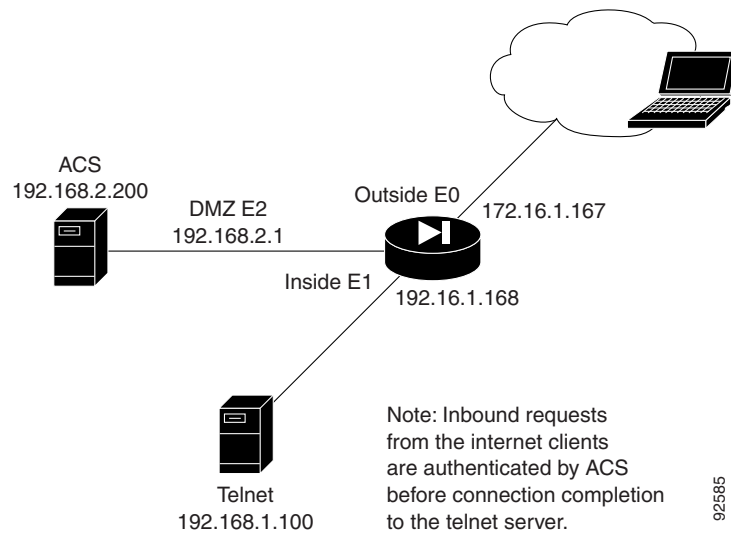 ACS
192.168.2.200
DMZ E2
192.168.2.1
Outside E0
172.16.1.167
Inside E1
192.16.1.168
Telnet
192.168.1.100
Note: Inbound requests
from the internet clients
are authenticated by ACS
before connection completion
to the telnet server.
92585